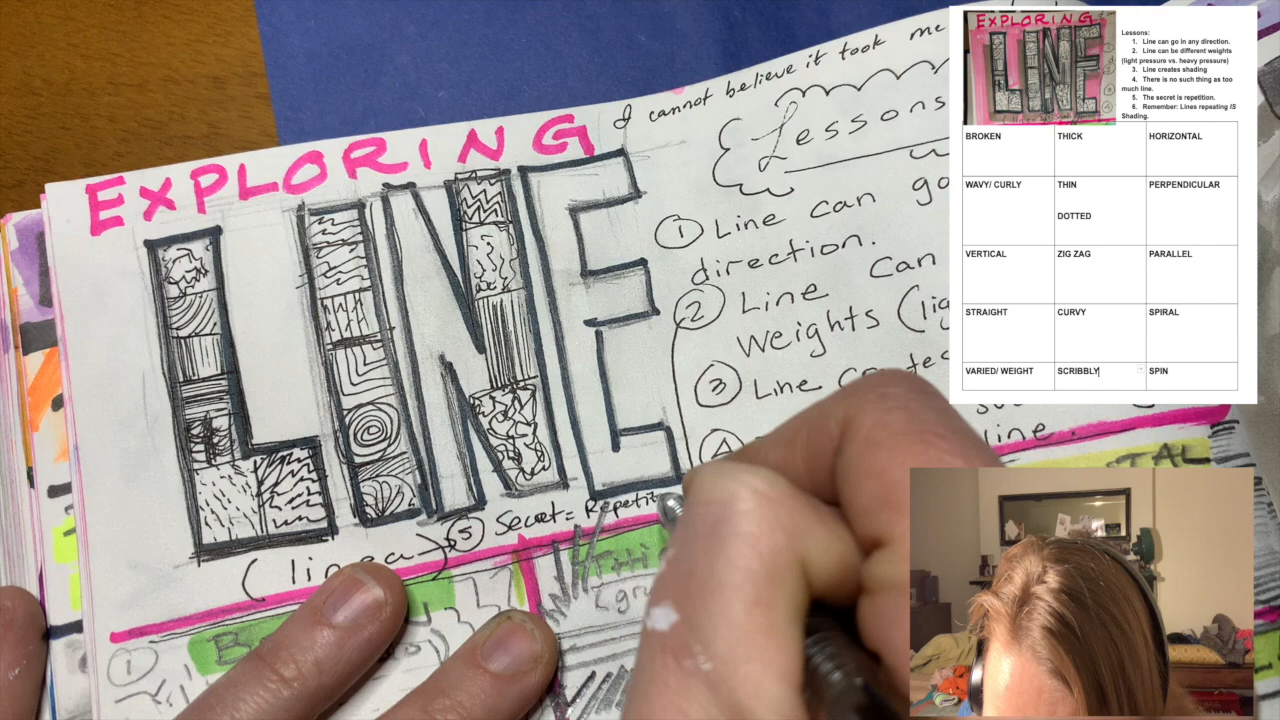 EXPLORING
LINE
(linea)
I cannot believe it took me
Lessons
① Line can go
direction.
② Line can
weights
③ Line creates
④
line.
⑤ Secret = Repetit
①
EXPLORING
LINE
Lessons:
1. Line can go in any direction.
2. Line can be different weights
(light pressure vs. heavy pressure)
3. Line creates shading
4. There is no such thing as too
much line.
5. The secret is repetition.
6. Remember: Lines repeating IS
Shading.
BROKEN THICK HORIZONTAL
WAVY/ CURLY THIN PERPENDICULAR
DOTTED
VERTICAL ZIG ZAG PARALLEL
STRAIGHT CURVY SPIRAL
VARIED/ WEIGHT SCRIBBLY SPIN